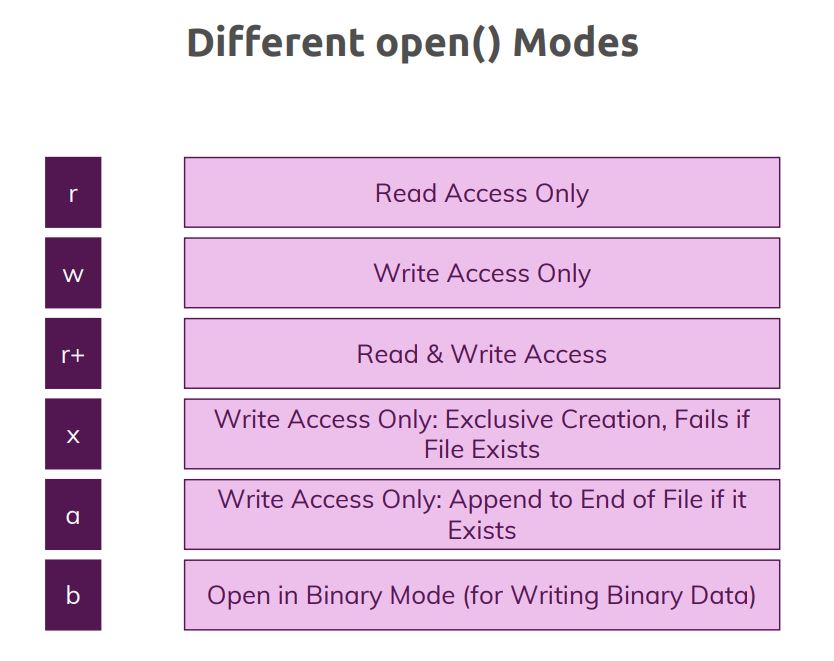 Different open() Modes
r
Read Access Only
w
Write Access Only
r+
Read & Write Access
x
Write Access Only: Exclusive Creation, Fails if
File Exists
a
Write Access Only: Append to End of File if it
Exists
b
Open in Binary Mode (for Writing Binary Data)